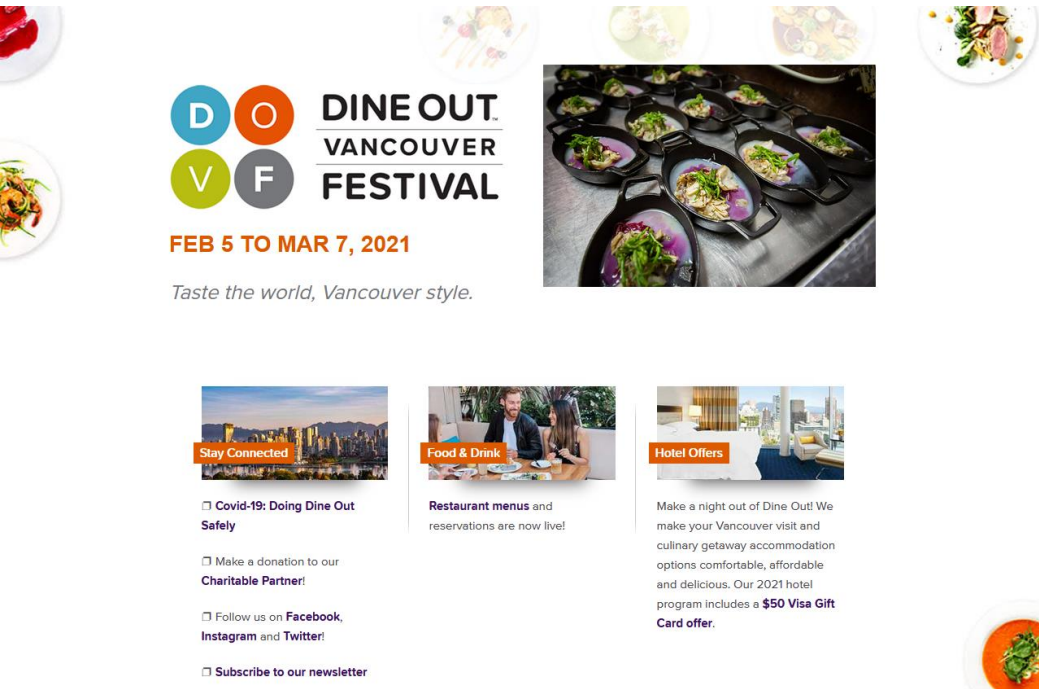 D O
V F
DINE OUT™
VANCOUVER
FESTIVAL
FEB 5 TO MAR 7, 2021
Taste the world, Vancouver style.
Stay Connected
❐ Covid-19: Doing Dine Out
Safely
❐ Make a donation to our
Charitable Partner!
❐ Follow us on Facebook,
Instagram and Twitter!
❐ Subscribe to our newsletter
Food & Drink
Restaurant menus and
reservations are now live!
Hotel Offers
Make a night out of Dine Out! We
make your Vancouver visit and
culinary getaway accommodation
options comfortable, affordable
and delicious. Our 2021 hotel
program includes a $50 Visa Gift
Card offer.